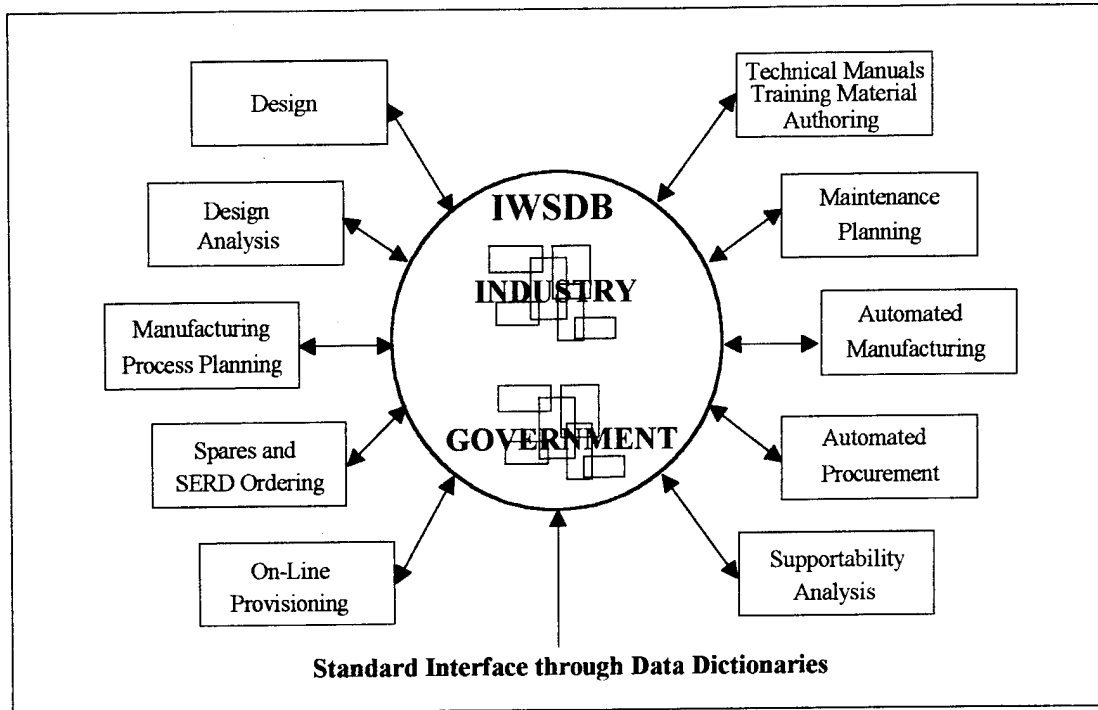 Design
Design
Analysis
Manufacturing
Process Planning
Spares and
SERD Ordering
On-Line
Provisioning
IWSDB
INDUSTRY
GOVERNMENT
Technical Manuals
Training Material
Authoring
Maintenance
Planning
Automated
Manufacturing
Automated
Procurement
Supportability
Analysis
Standard Interface through Data Dictionaries